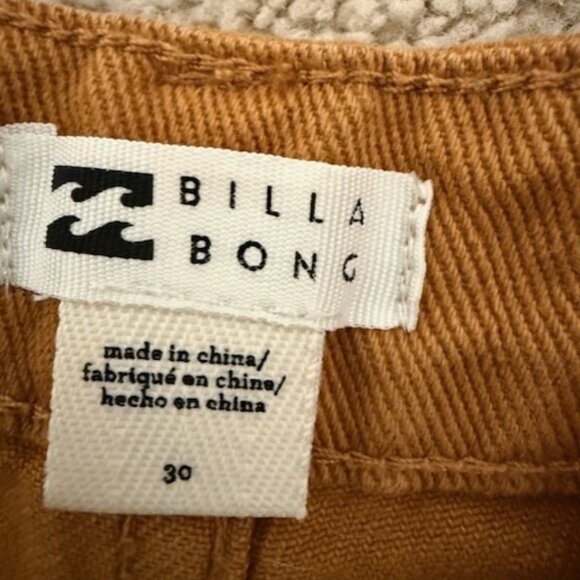 BILLA
BONG
made in china/
fabriqué en chine/
hecho en china
30